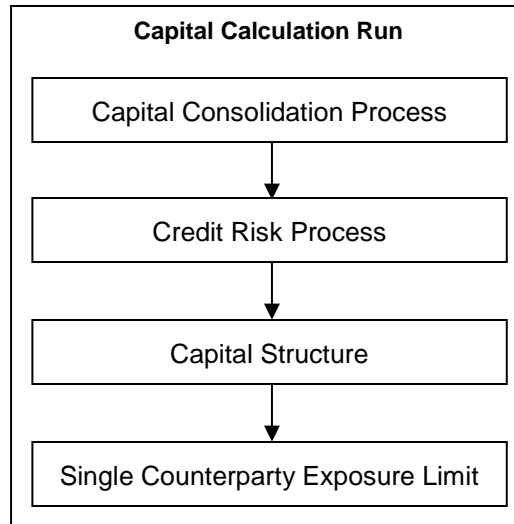 Capital Calculation Run
Capital Consolidation Process
Credit Risk Process
Capital Structure
Single Counterparty Exposure Limit